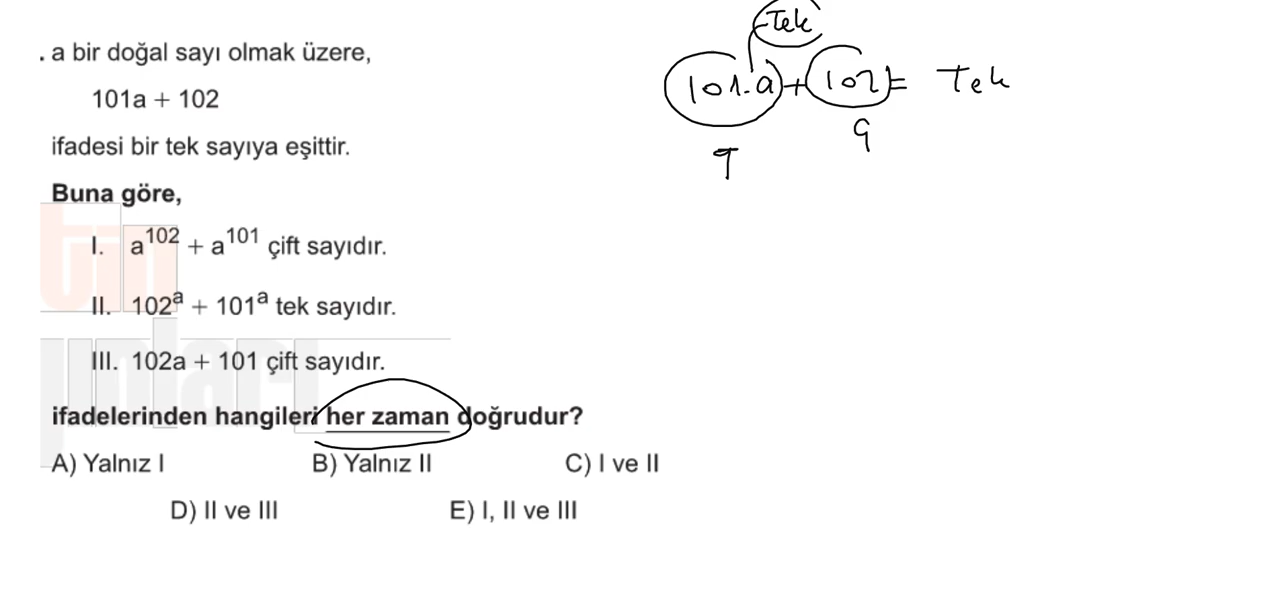 . a bir doğal sayı olmak üzere,
101a + 102
ifadesi bir tek sayıya eşittir.
Buna göre,
I. a^102 + a^101 çift sayıdır.
II. 102^a + 101^a tek sayıdır.
III. 102a + 101 çift sayıdır.
ifadelerinden hangileri her zaman doğrudur?
A) Yalnız I B) Yalnız II C) I ve II
D) II ve III E) I, II ve III
Tek
101.a + 102 = Tek